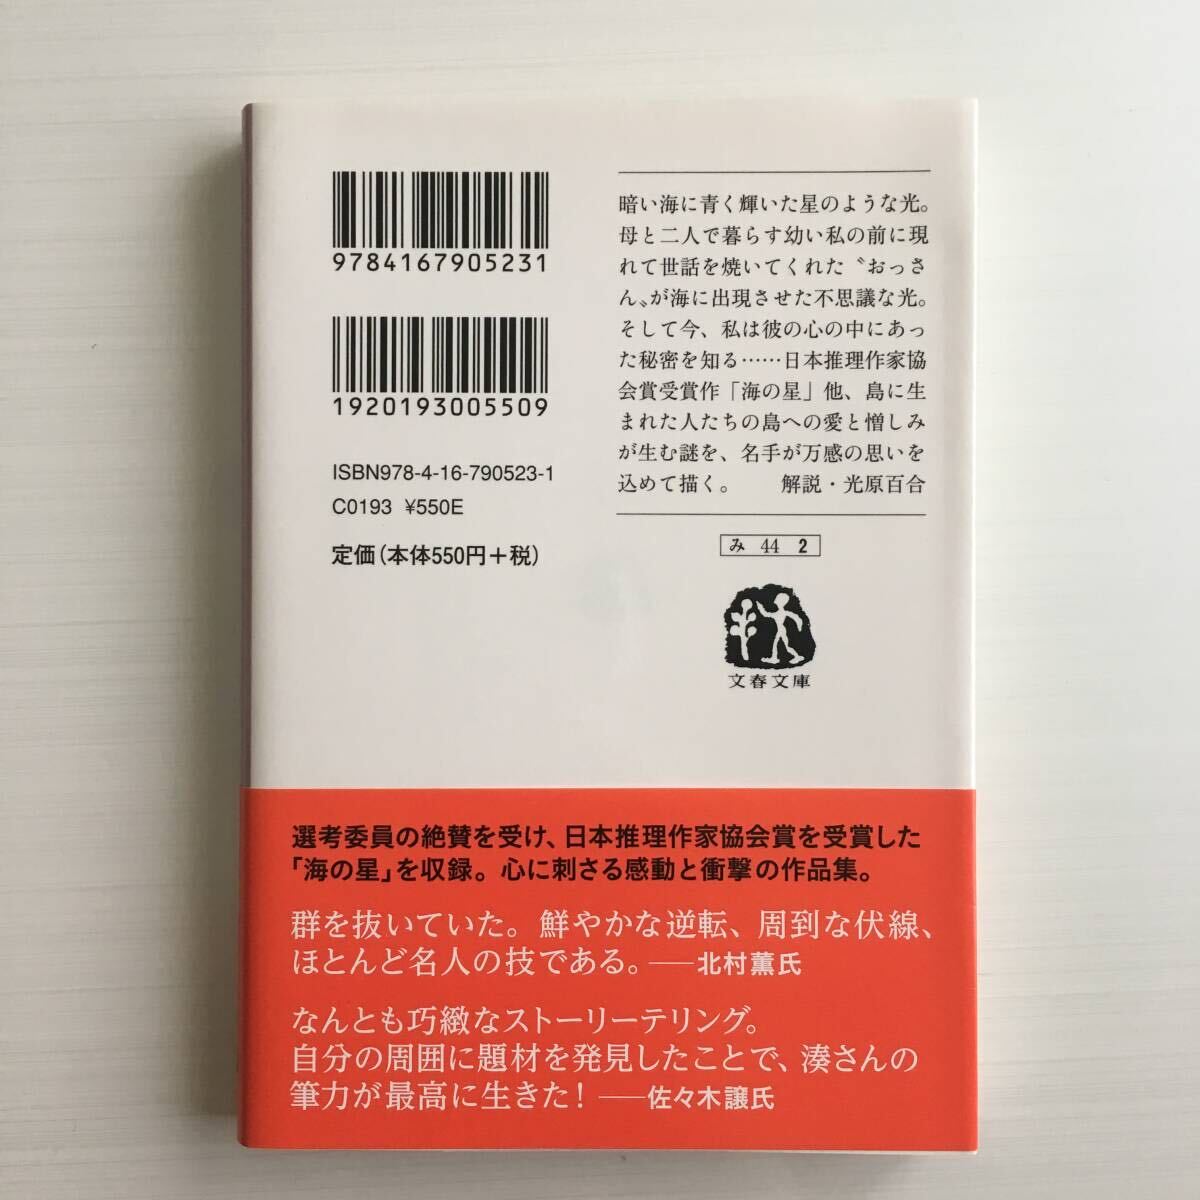 9784167905231
1920193005509
ISBN978-4-16-790523-1
C0193 ¥550E
定価(本体550円+税)
暗い海に青く輝いた星のような光。
母と二人で暮らす幼い私の前に現
れて世話を焼いてくれた〝おっさ
ん〟が海に出現させた不思議な光。
そして今、私は彼の心の中にあっ
た秘密を知る……日本推理作家協
会賞受賞作「海の星」他、島に生
まれた人たちの島への愛と憎しみ
が生む謎を、名手が万感の思いを
込めて描く。 解説・光原百合
み 44 2
文春文庫
選考委員の絶賛を受け、日本推理作家協会賞を受賞した
「海の星」を収録。心に刺さる感動と衝撃の作品集。
群を抜いていた。鮮やかな逆転、周到な伏線、
ほとんど名人の技である。──北村薫氏
なんとも巧緻なストーリーテリング。
自分の周囲に題材を発見したことで、湊さんの
筆力が最高に生きた!──佐々木譲氏